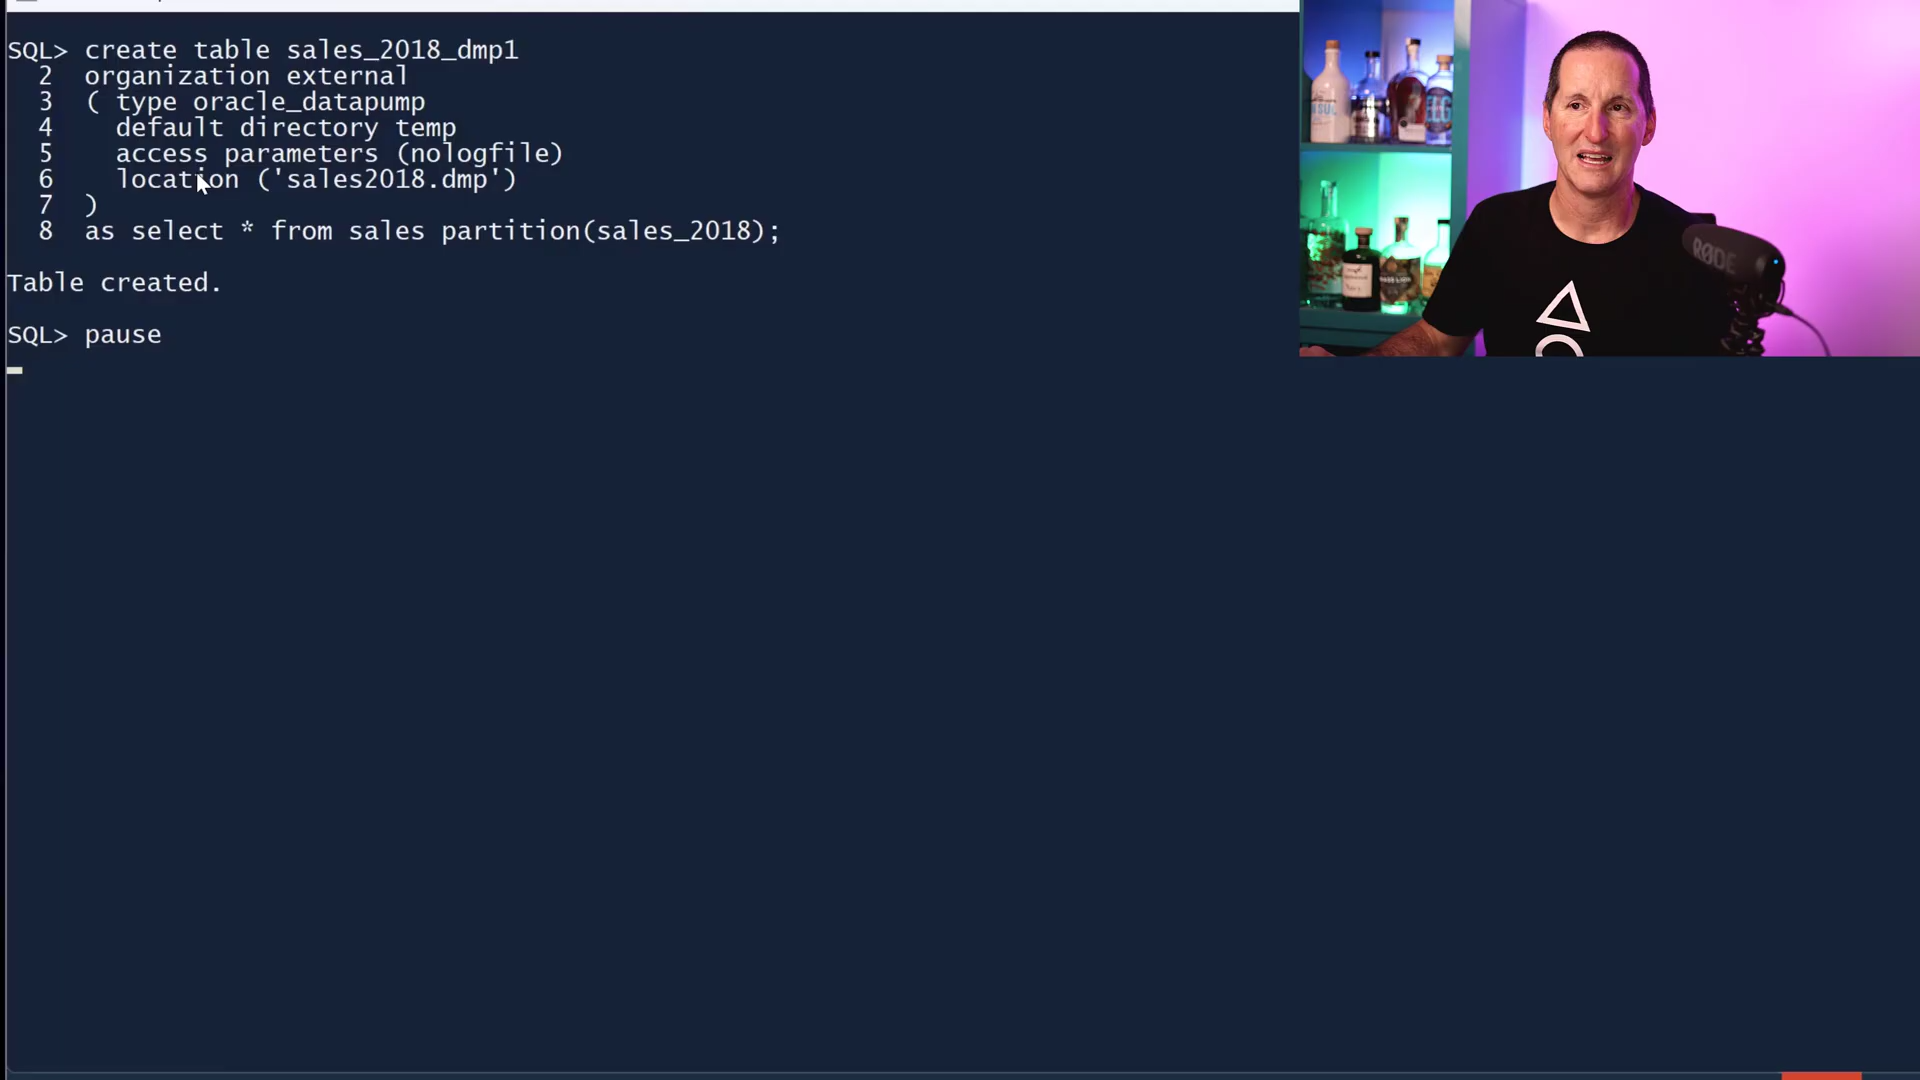 SQL> create table sales_2018_dmp1
2 organization external
3 ( type oracle_datapump
4 default directory temp
5 access parameters (nologfile)
6 location ('sales2018.dmp')
7 )
8 as select * from sales partition(sales_2018);
Table created.
SQL> pause
RØDE